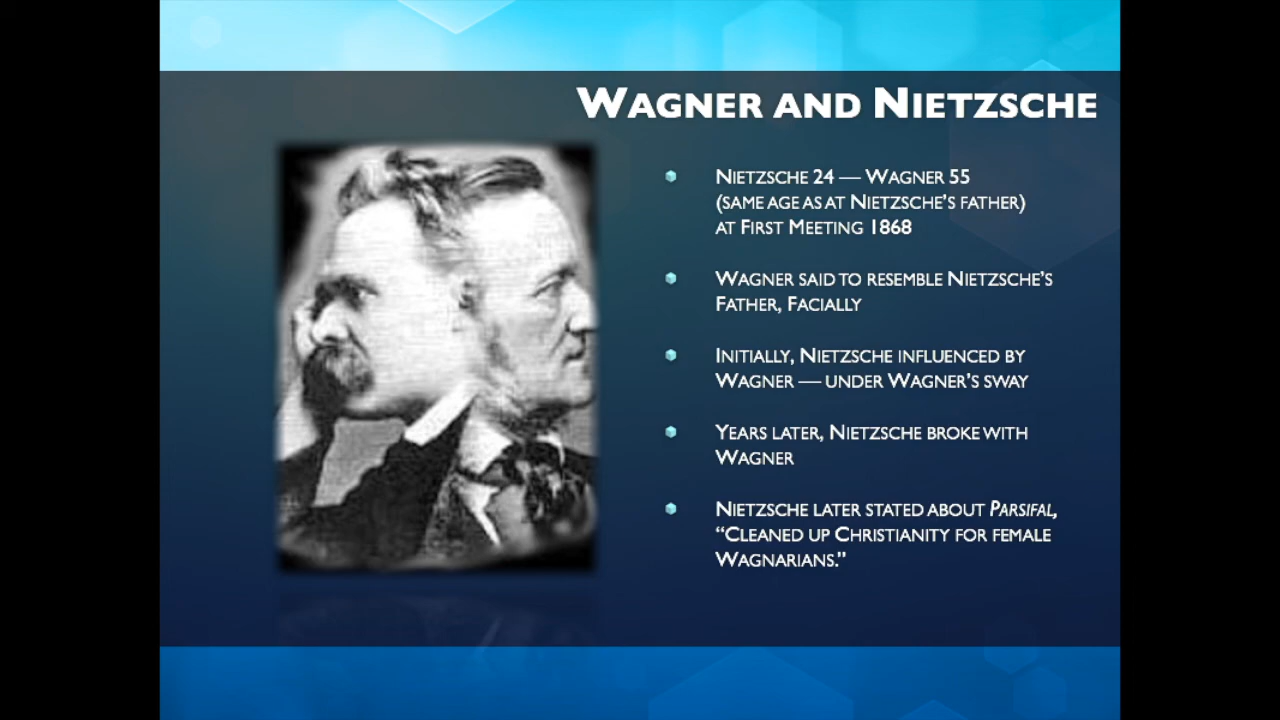 WAGNER AND NIETZSCHE
NIETZSCHE 24 — WAGNER 55
(SAME AGE AS AT NIETZSCHE'S FATHER)
AT FIRST MEETING 1868
WAGNER SAID TO RESEMBLE NIETZSCHE'S
FATHER, FACIALLY
INITIALLY, NIETZSCHE INFLUENCED BY
WAGNER — UNDER WAGNER'S SWAY
YEARS LATER, NIETZSCHE BROKE WITH
WAGNER
NIETZSCHE LATER STATED ABOUT PARSIFAL,
“CLEANED UP CHRISTIANITY FOR FEMALE
WAGNARIANS."